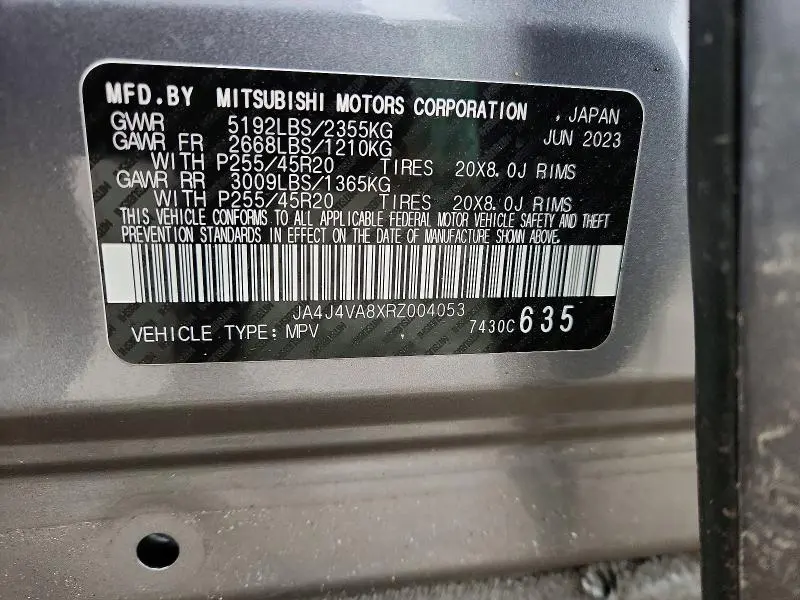 MFD.BY MITSUBISHI MOTORS CORPORATION , JAPAN
GVWR 5192LBS/2355KG JUN 2023
GAWR FR 2668LBS/1210KG
WITH P255/45R20 TIRES 20X8.0J RIMS
GAWR RR 3009LBS/1365KG
WITH P255/45R20 TIRES 20X8.0J RIMS
THIS VEHICLE CONFORMS TO ALL APPLICABLE FEDERAL MOTOR VEHICLE SAFETY AND THEFT
PREVENTION STANDARDS IN EFFECT ON THE DATE OF MANUFACTURE SHOWN ABOVE.
JA4J4VA8XRZ004053
VEHICLE TYPE: MPV 7430C 635